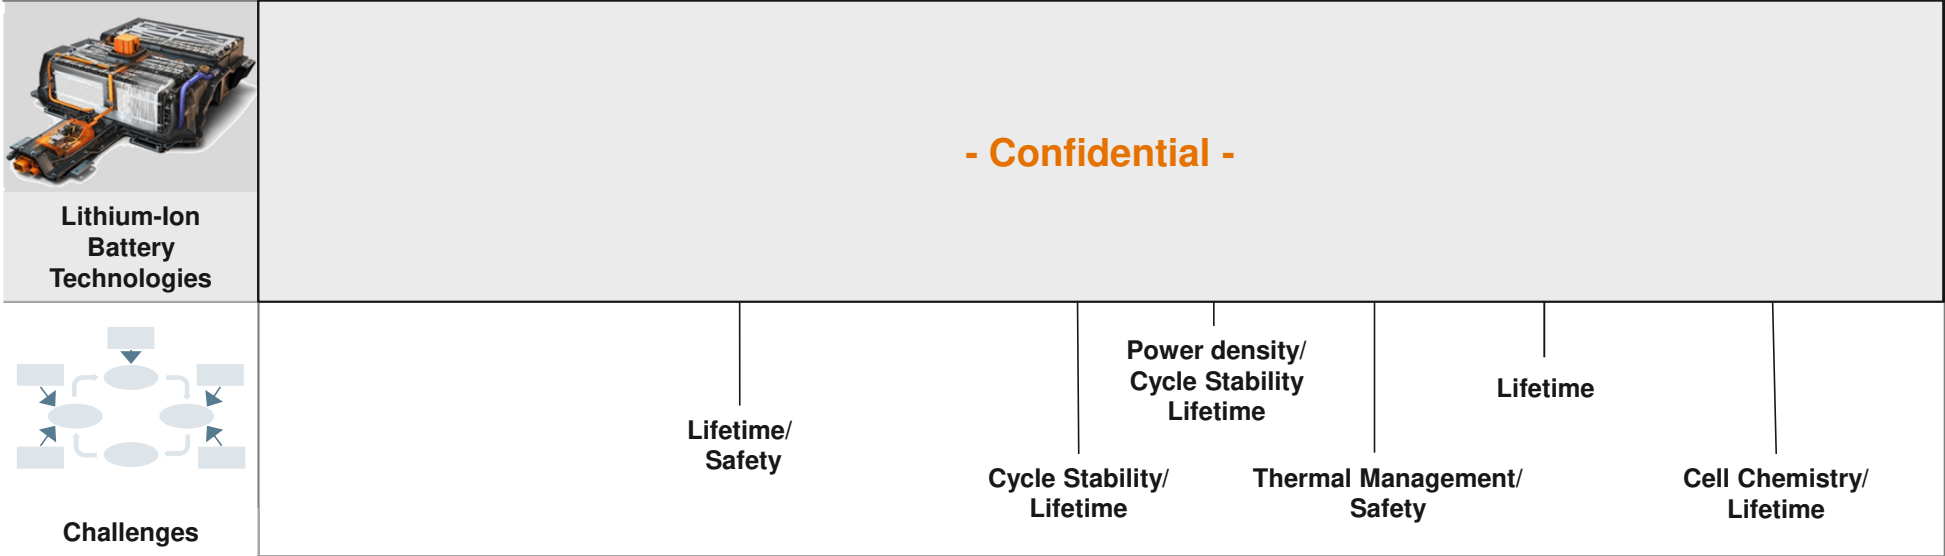 - Confidential -
Lithium-Ion
Battery
Technologies
Lifetime/
Safety
Cycle Stability/
Lifetime
Power density/
Cycle Stability
Lifetime
Thermal Management/
Safety
Lifetime
Cell Chemistry/
Lifetime
Challenges